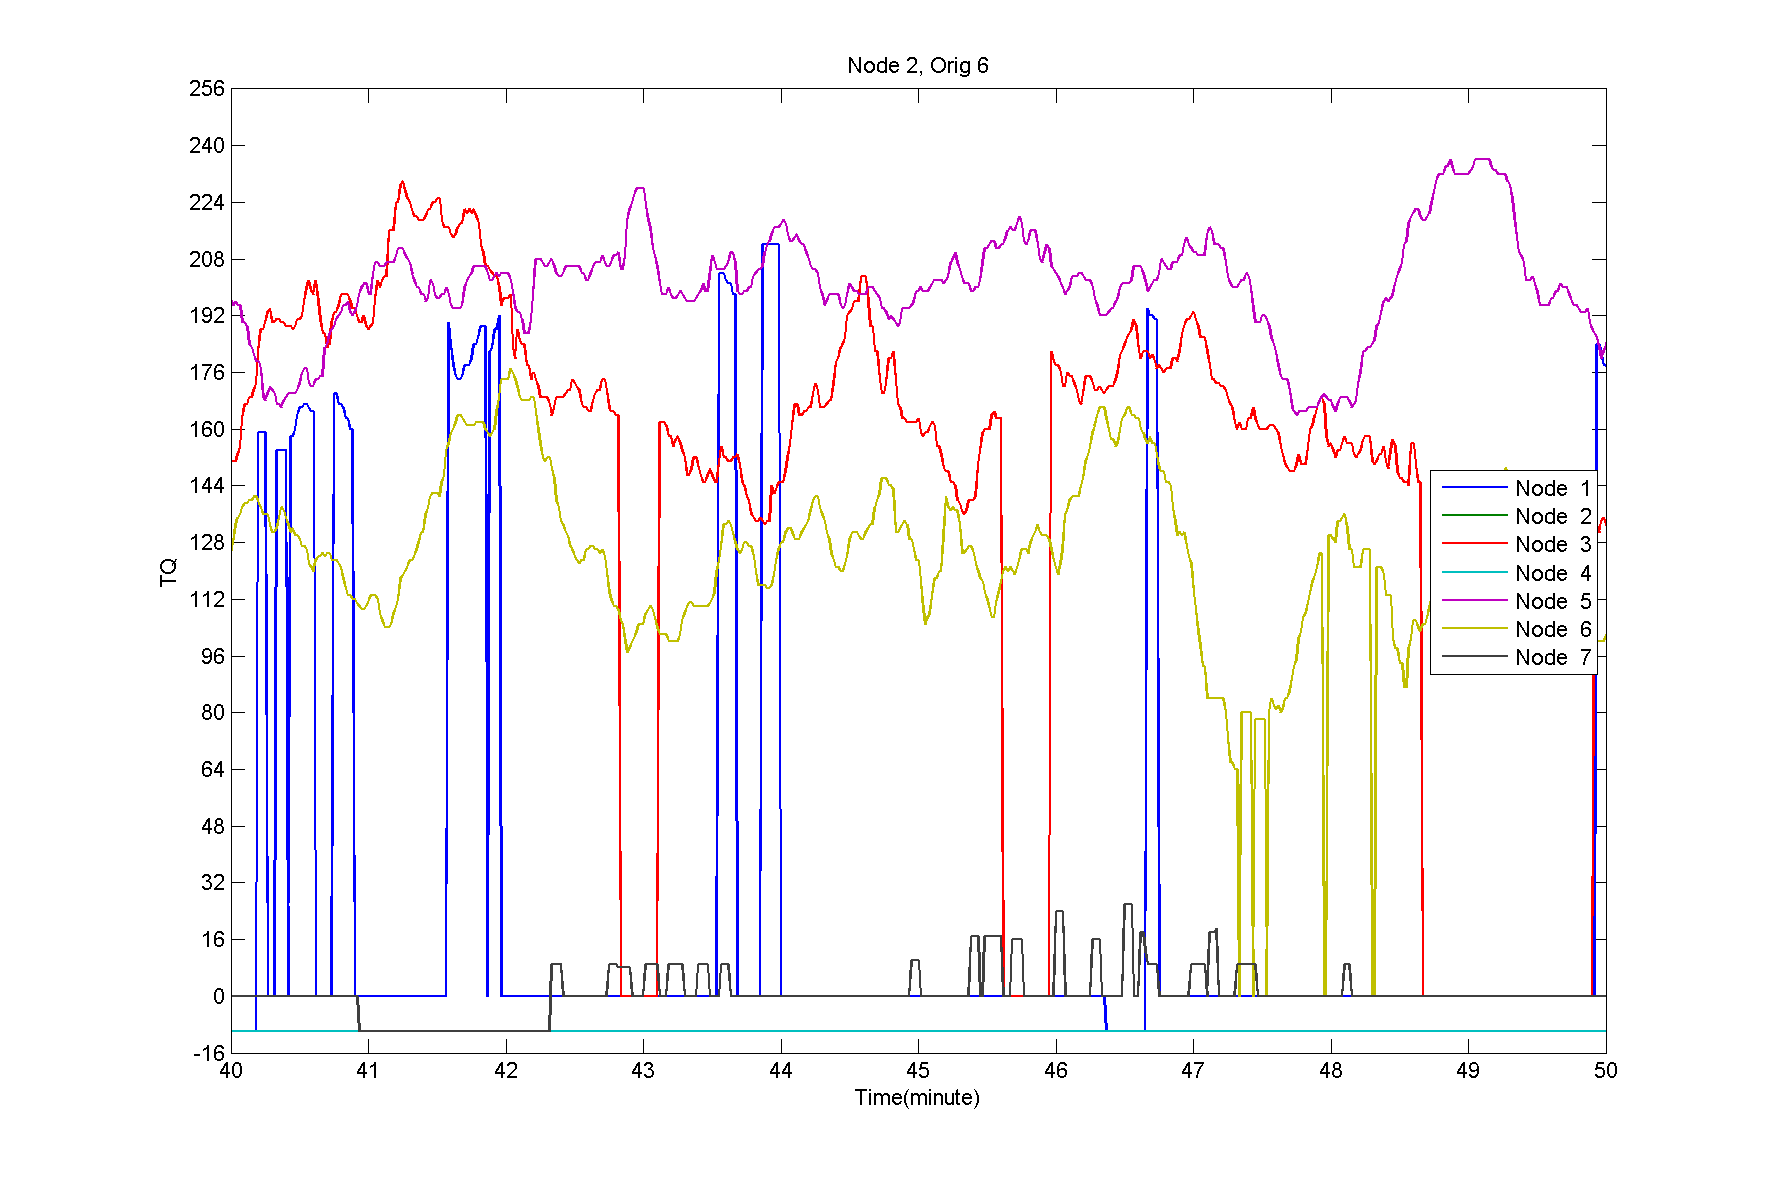 Node 2, Orig 6
256
240
224
208
192
176
160
144
128
112
96
80
64
48
32
16
0
-16
TQ
Node 1
Node 2
Node 3
Node 4
Node 5
Node 6
Node 7
40 41 42 43 44 45 46 47 48 49 50
Time(minute)